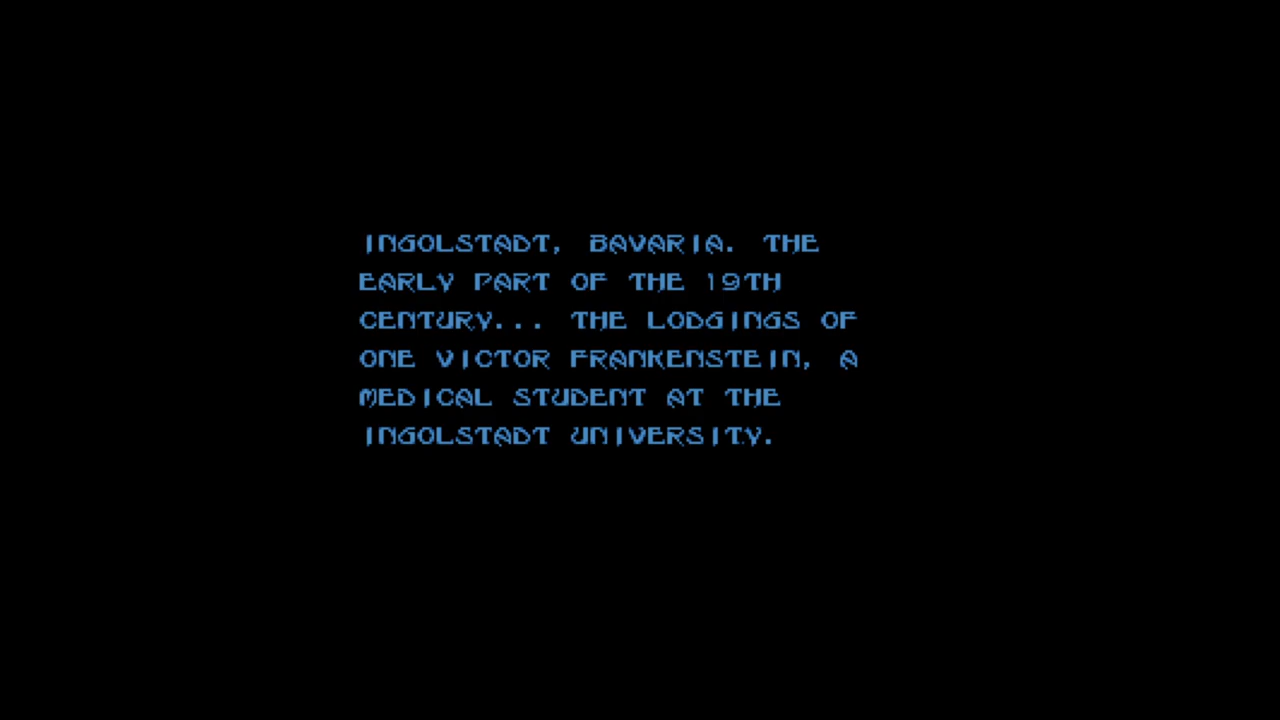 INGOLSTADT, BAVARIA. THE
EARLY PART OF THE 19TH
CENTURY... THE LODGINGS OF
ONE VICTOR FRANKENSTEIN, A
MEDICAL STUDENT AT THE
INGOLSTADT UNIVERSITY.